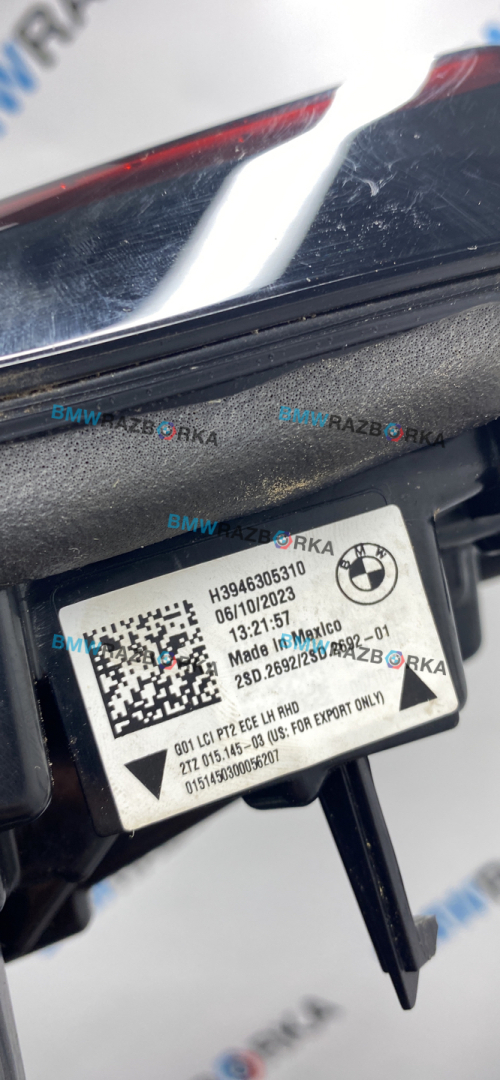 BMWRAZBORKA
BMWRAZBORKA
BMWRAZBORKA
BMWRAZBORKA
H3946305310
06/10/2023
13:21:57
Made in Mexico
2SD.2692/2SD.2692-01
BMW
BMWRAZBORKA
BMWRAZBORKA
G01 LCI PT2 ECE LH RHD
2TZ 015.145-03 (US: FOR EXPORT ONLY)
0151450300056207